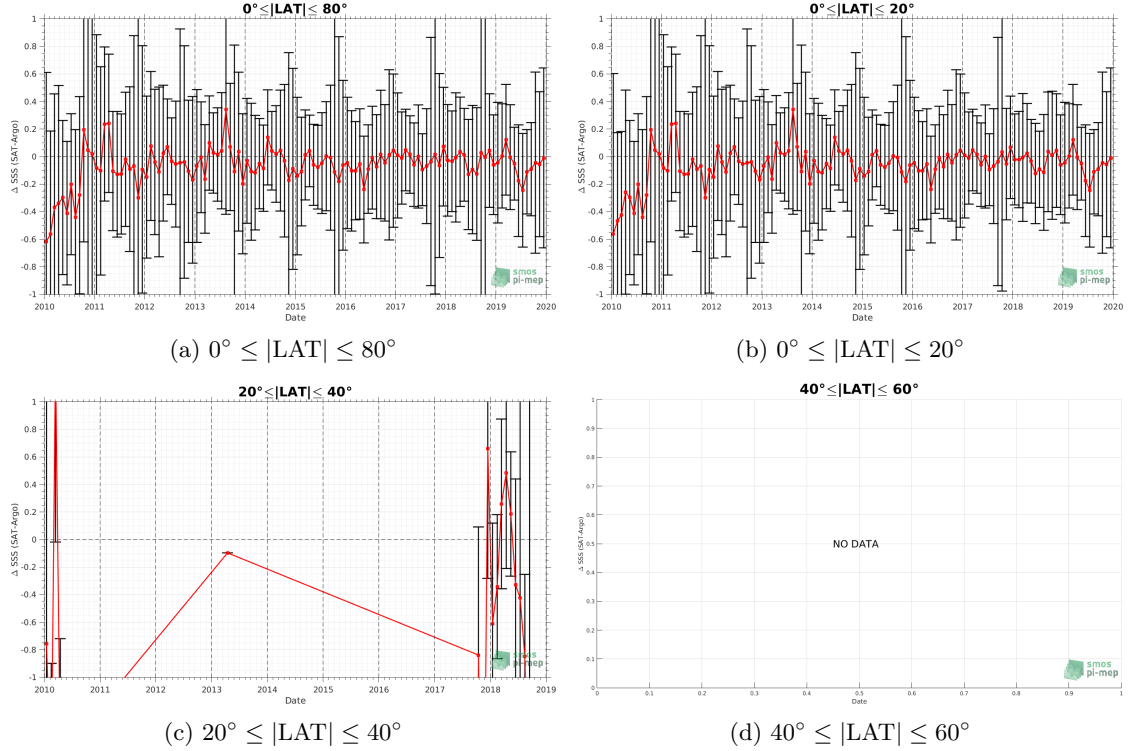 0°≤|LAT|≤ 80°
Δ SSS (SAT-Argo)
1
0.8
0.6
0.4
0.2
0
-0.2
-0.4
-0.6
-0.8
-1
2010 2011 2012 2013 2014 2015 2016 2017 2018 2019 2020
Date
smos
pi-mep
(a) 0° ≤ |LAT| ≤ 80°
0°≤|LAT|≤ 20°
Δ SSS (SAT-Argo)
1
0.8
0.6
0.4
0.2
0
-0.2
-0.4
-0.6
-0.8
-1
2010 2011 2012 2013 2014 2015 2016 2017 2018 2019 2020
Date
smos
pi-mep
(b) 0° ≤ |LAT| ≤ 20°
20°≤|LAT|≤ 40°
Δ SSS (SAT-Argo)
1
0.8
0.6
0.4
0.2
0
-0.2
-0.4
-0.6
-0.8
-1
2010 2011 2012 2013 2014 2015 2016 2017 2018 2019
Date
smos
pi-mep
(c) 20° ≤ |LAT| ≤ 40°
40°≤|LAT|≤ 60°
Δ SSS (SAT-Argo)
1
0.9
0.8
0.7
0.6
0.5
0.4
0.3
0.2
0.1
0
NO DATA
0 0.1 0.2 0.3 0.4 0.5 0.6 0.7 0.8 0.9 1
Date
smos
pi-mep
(d) 40° ≤ |LAT| ≤ 60°